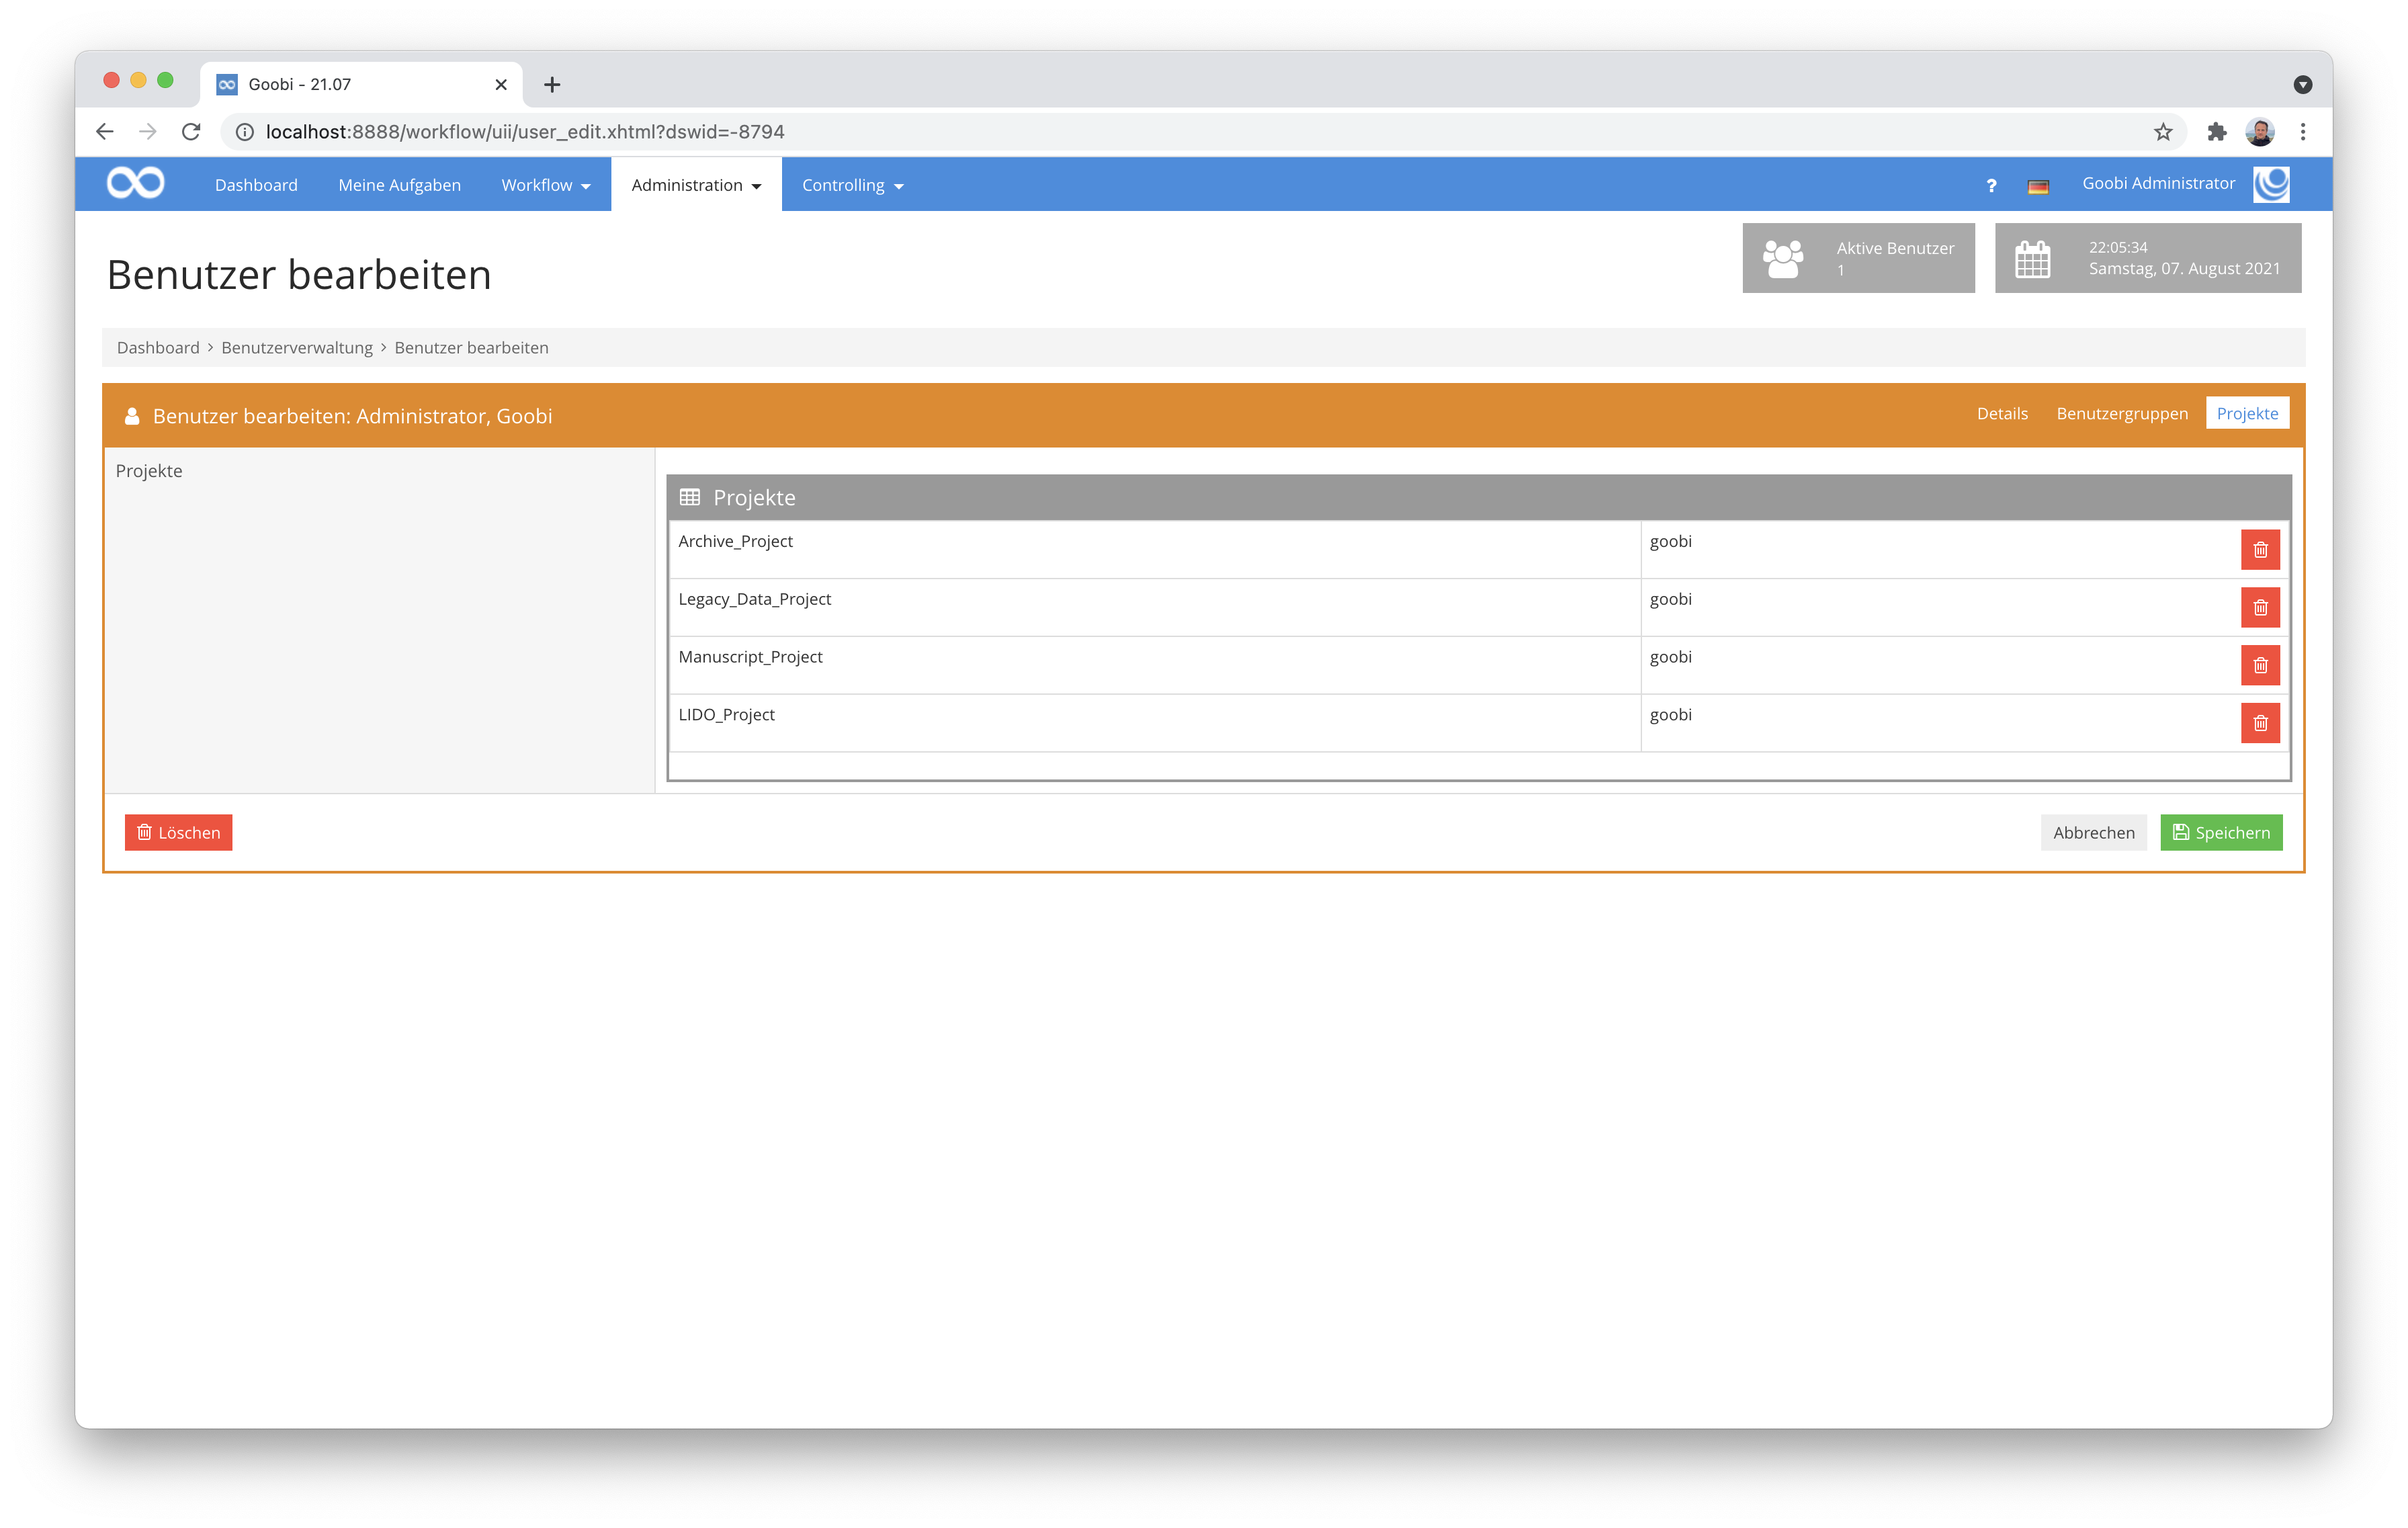 Goobi - 21.07
localhost:8888/workflow/uii/user_edit.xhtml?dswid=-8794
Dashboard Meine Aufgaben Workflow Administration Controlling ? Goobi Administrator
Benutzer bearbeiten
Aktive Benutzer
1
22:05:34
Samstag, 07. August 2021
Dashboard > Benutzerverwaltung > Benutzer bearbeiten
Benutzer bearbeiten: Administrator, Goobi Details Benutzergruppen Projekte
Projekte
Projekte
Archive_Project goobi
Legacy_Data_Project goobi
Manuscript_Project goobi
LIDO_Project goobi
Löschen Abbrechen Speichern